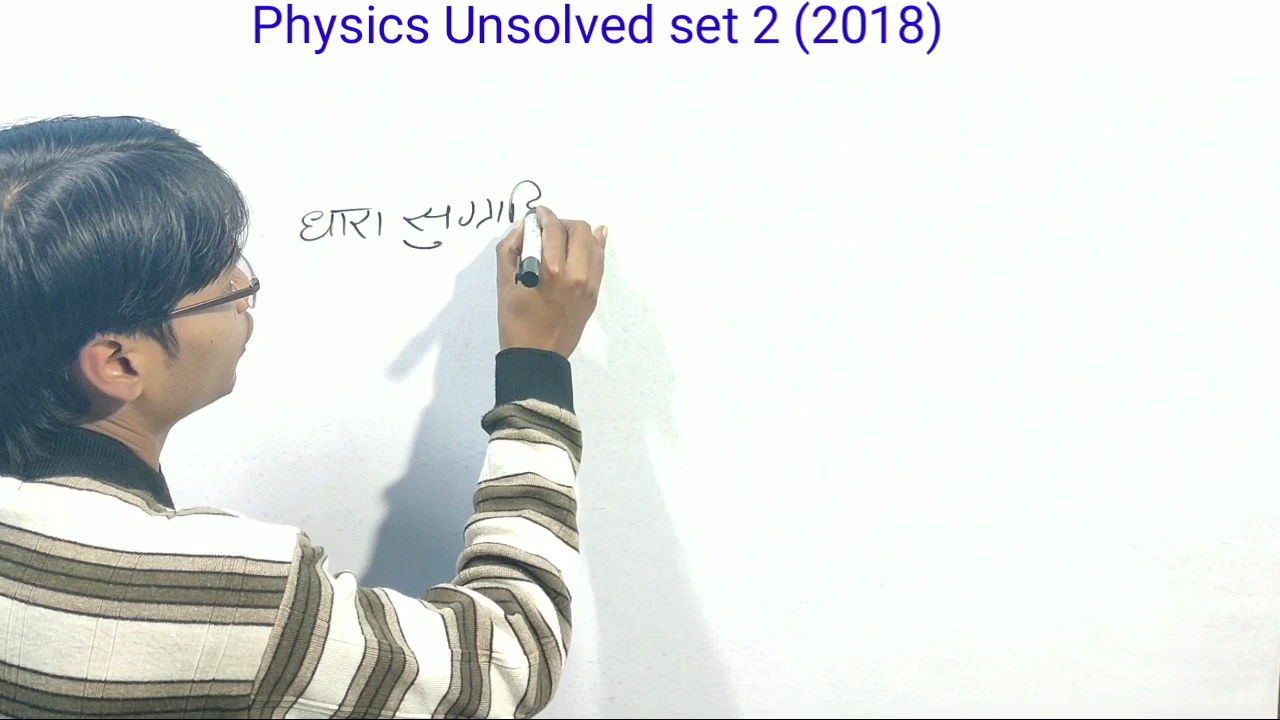 Physics Unsolved set 2 (2018)
धारा